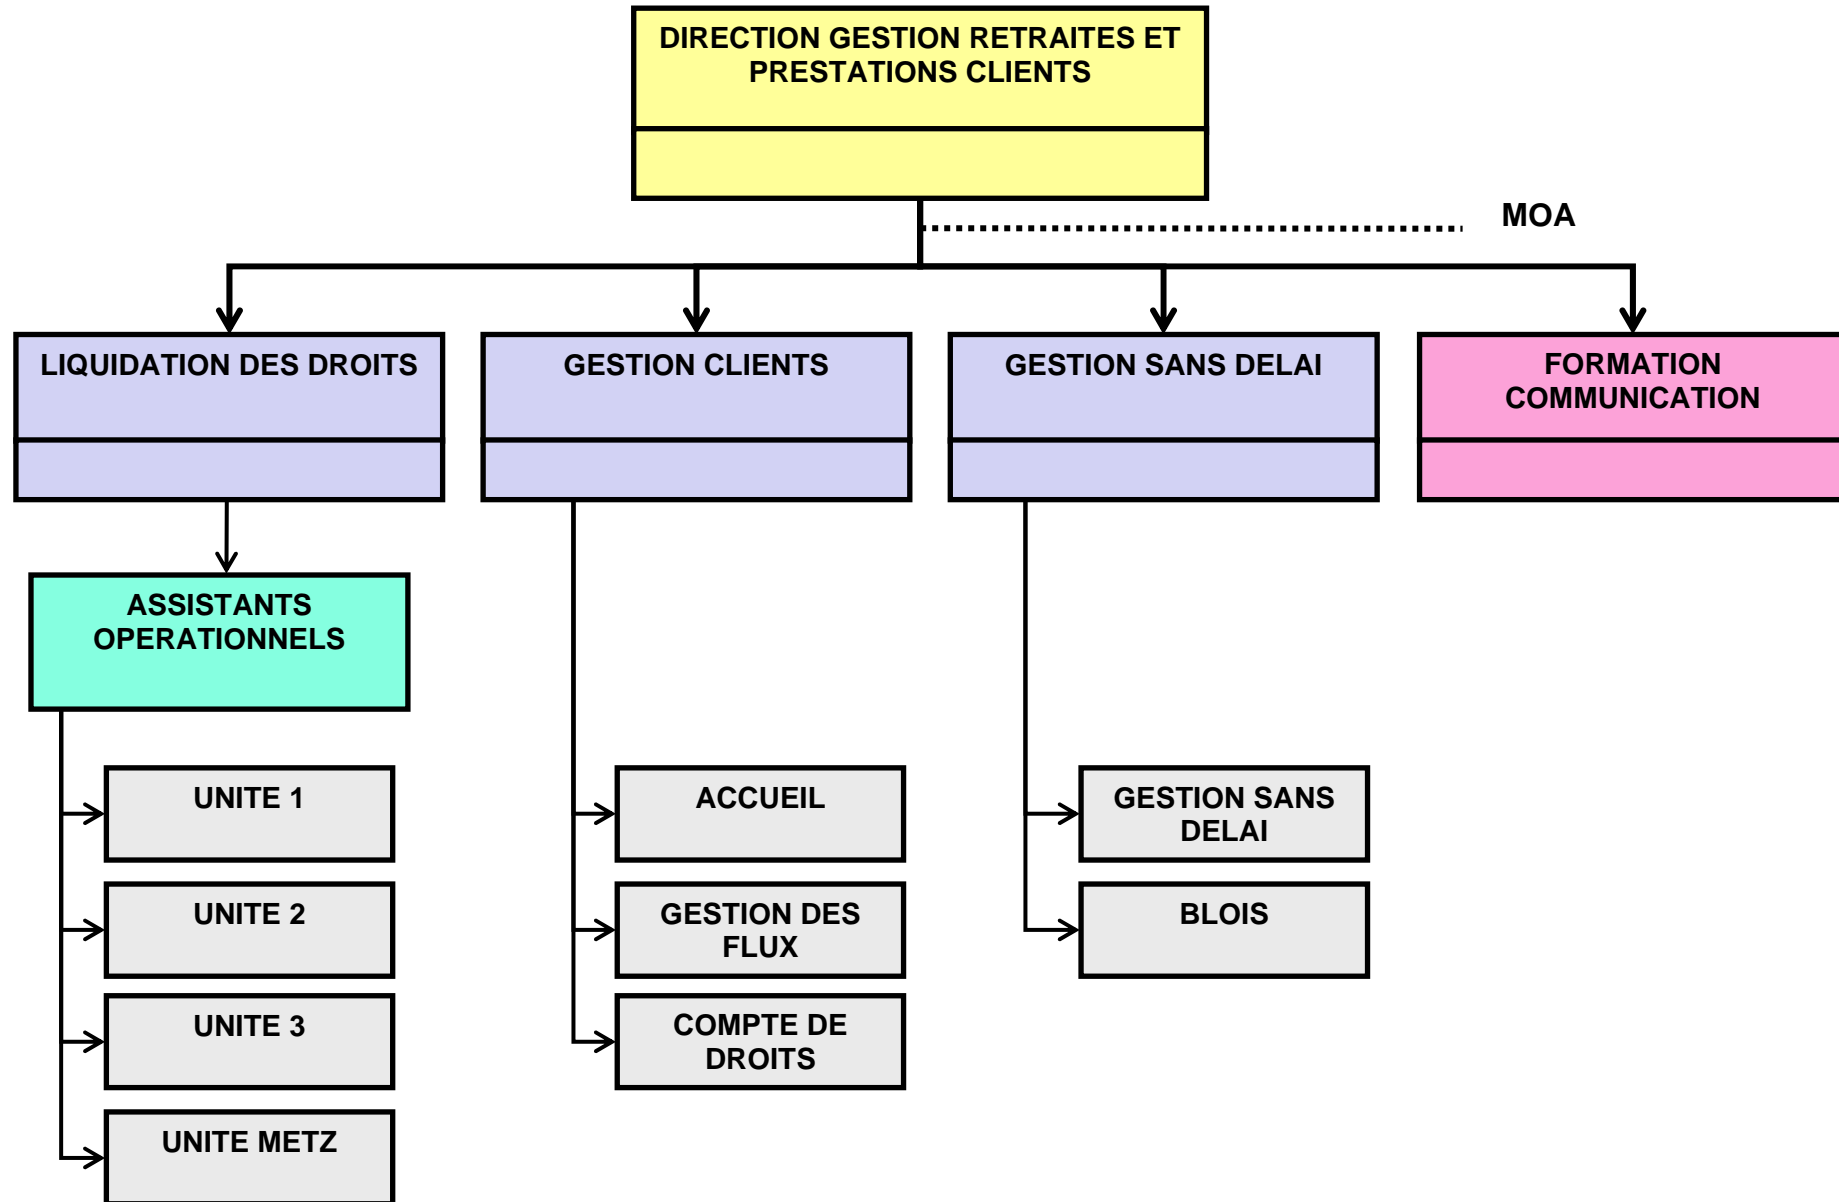 DIRECTION GESTION RETRAITES ET
PRESTATIONS CLIENTS
MOA
LIQUIDATION DES DROITS
GESTION CLIENTS
GESTION SANS DELAI
FORMATION
COMMUNICATION
ASSISTANTS
OPERATIONNELS
UNITE 1
UNITE 2
UNITE 3
UNITE METZ
ACCUEIL
GESTION DES
FLUX
COMPTE DE
DROITS
GESTION SANS
DELAI
BLOIS